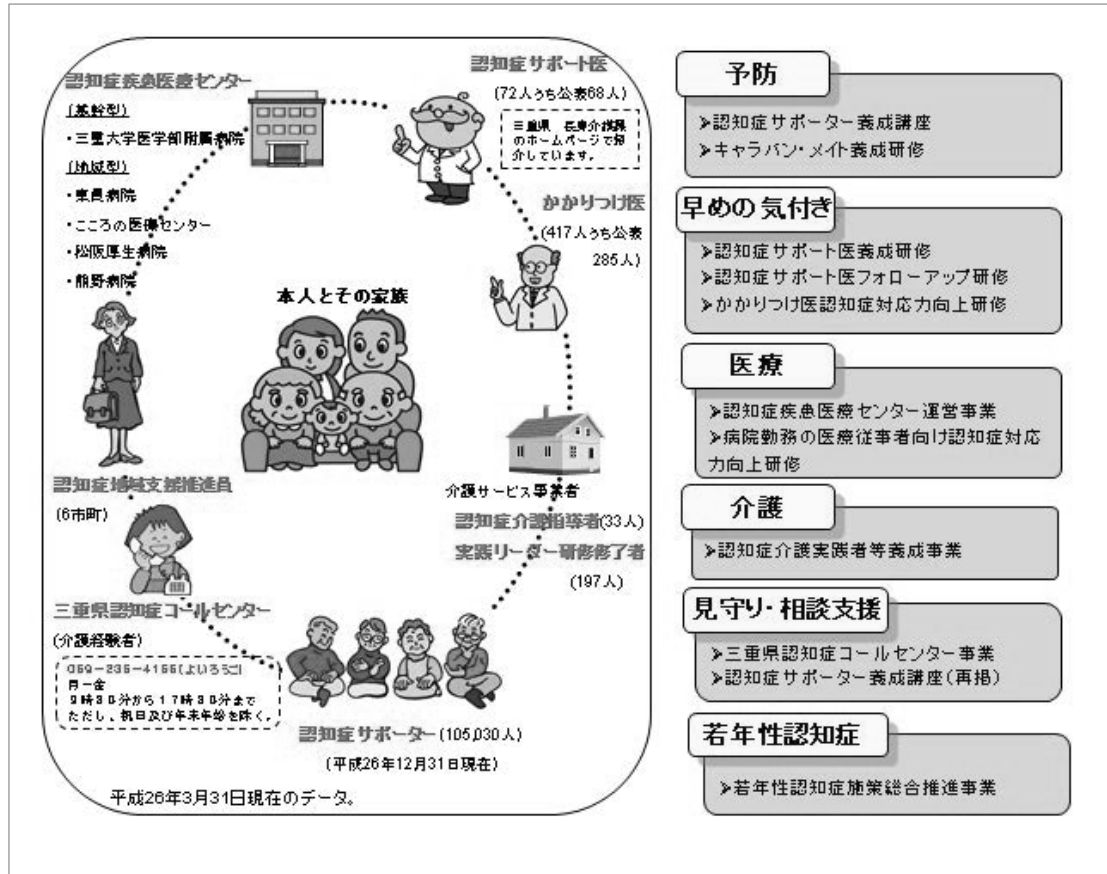 認知症疾患医療センター
(基幹型)
・三重大学医学部附属病院
(地域型)
・東員病院
・こころの医療センター
・松阪厚生病院
・熊野病院
認知症サポート医
(72人うち公表68人)
三重県 長寿介護課
のホームページで紹
介しています。
かかりつけ医
(417人うち公表
285人)
本人とその家族
介護サービス事業者
認知症介護指導者(33人)
実践リーダー研修修了者
(197人)
認知症地域支援推進員
(6市町)
三重県認知症コールセンター
(介護経験者)
059-235-4165(よいろうご)
月-金
9時30分から17時30分まで
ただし、祝日及び年末年始を除く。
認知症サポーター(105,030人)
(平成26年12月31日現在)
平成26年3月31日現在のデータ。
予防
➢認知症サポーター養成講座
➢キャラバン・メイト養成研修
早めの気付き
➢認知症サポート医養成研修
➢認知症サポート医フォローアップ研修
➢かかりつけ医認知症対応力向上研修
医療
➢認知症疾患医療センター運営事業
➢病院勤務の医療従事者向け認知症対応
力向上研修
介護
➢認知症介護実践者等養成事業
見守り・相談支援
➢三重県認知症コールセンター事業
➢認知症サポーター養成講座(再掲)
若年性認知症
➢若年性認知症施策総合推進事業